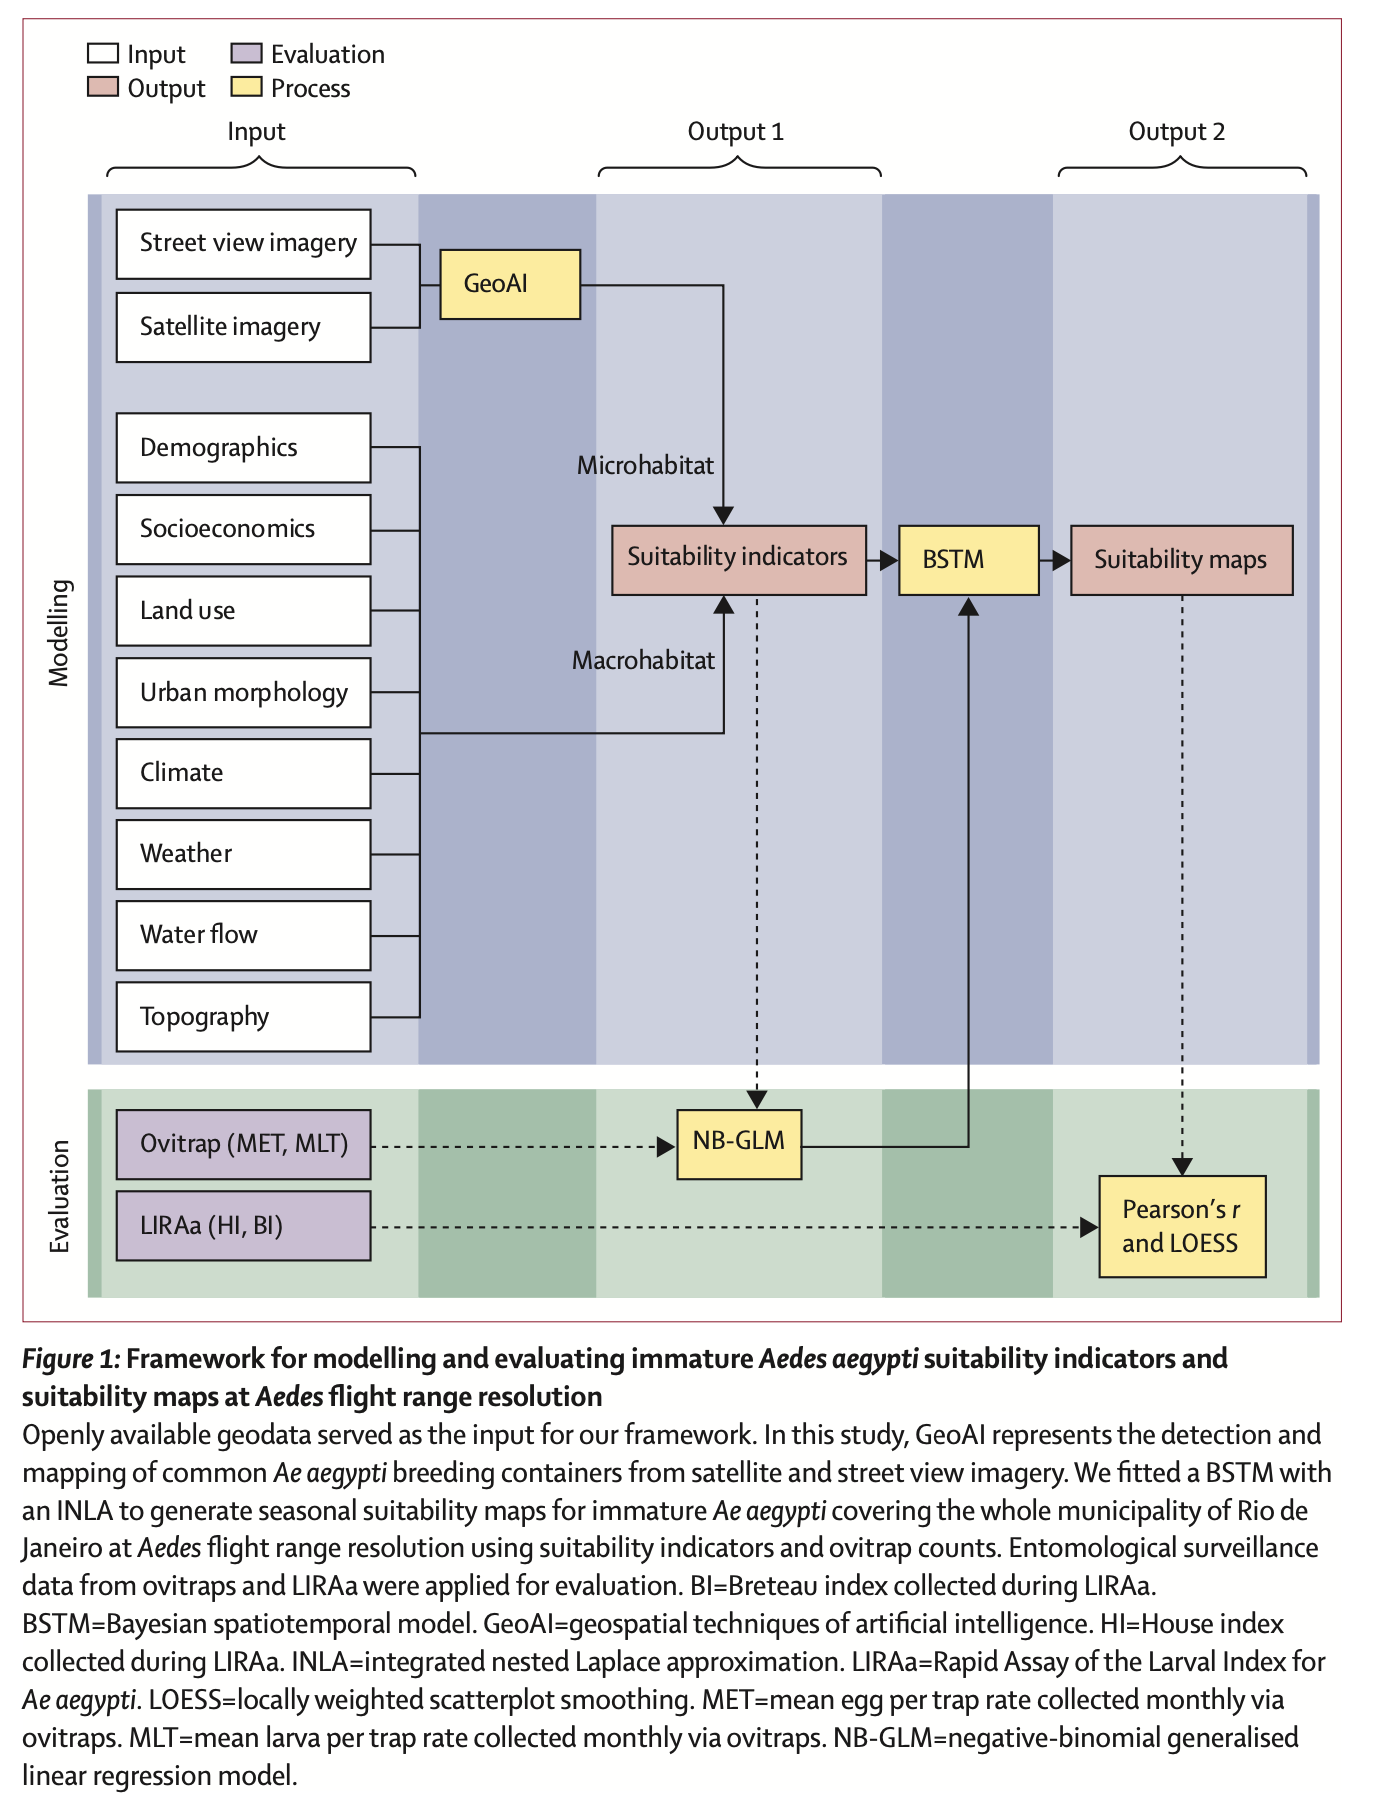 Input
Evaluation
Output
Process
Input
Output 1
Output 2
Modelling
Street view imagery
GeoAI
Satellite imagery
Demographics
Microhabitat
Socioeconomics
Suitability indicators
BSTM
Suitability maps
Land use
Macrohabitat
Urban morphology
Climate
Weather
Water flow
Topography
Evaluation
Ovitrap (MET, MLT)
NB-GLM
LIRAa (HI, BI)
Pearson's r
and LOESS
Figure 1: Framework for modelling and evaluating immature Aedes aegypti suitability indicators and
suitability maps at Aedes flight range resolution
Openly available geodata served as the input for our framework. In this study, GeoAI represents the detection and
mapping of common Ae aegypti breeding containers from satellite and street view imagery. We fitted a BSTM with
an INLA to generate seasonal suitability maps for immature Ae aegypti covering the whole municipality of Rio de
Janeiro at Aedes flight range resolution using suitability indicators and ovitrap counts. Entomological surveillance
data from ovitraps and LIRAa were applied for evaluation. BI=Breteau index collected during LIRAa.
BSTM=Bayesian spatiotemporal model. GeoAI=geospatial techniques of artificial intelligence. HI=House index
collected during LIRAa. INLA=integrated nested Laplace approximation. LIRAa=Rapid Assay of the Larval Index for
Ae aegypti. LOESS=locally weighted scatterplot smoothing. MET=mean egg per trap rate collected monthly via
ovitraps. MLT=mean larva per trap rate collected monthly via ovitraps. NB-GLM=negative-binomial generalised
linear regression model.